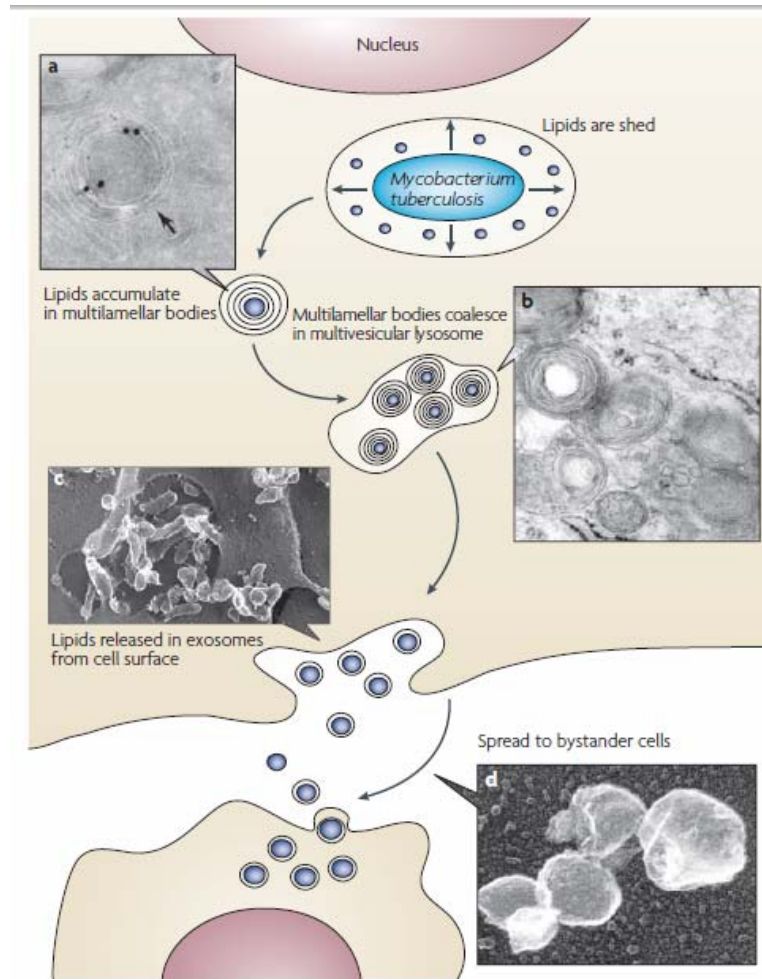 Nucleus
a
Lipids are shed
Mycobacterium
tuberculosis
Lipids accumulate
in multilamellar bodies
Multilamellar bodies coalesce
in multivesicular lysosome
b
c
Lipids released in exosomes
from cell surface
Spread to bystander cells
d